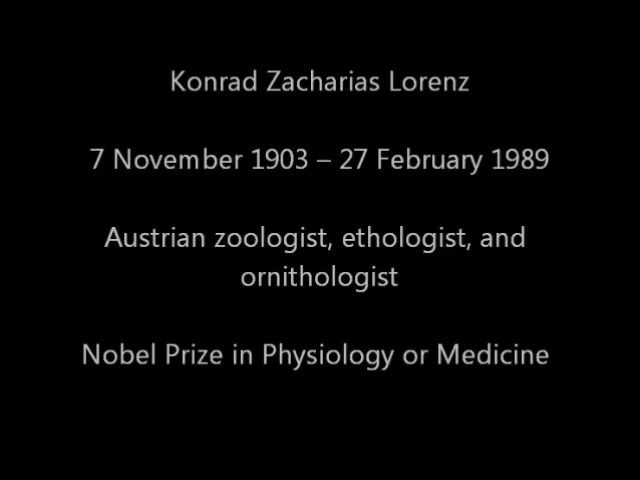 Konrad Zacharias Lorenz
7 November 1903 – 27 February 1989
Austrian zoologist, ethologist, and
ornithologist
Nobel Prize in Physiology or Medicine